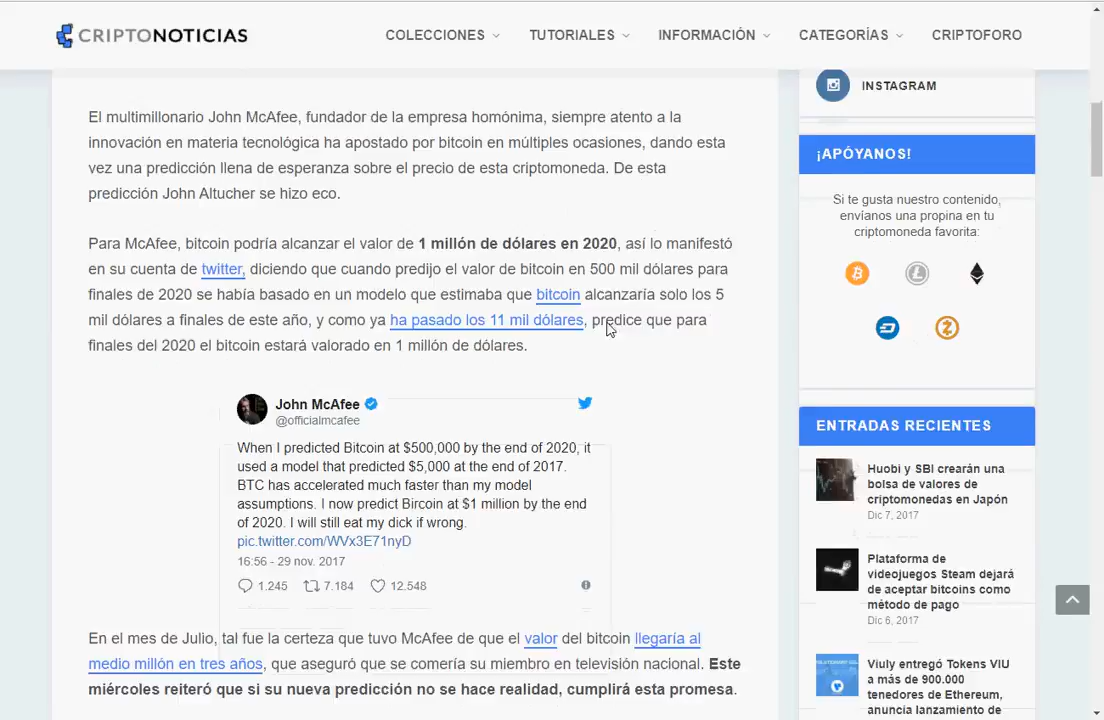 CRIPTONOTICIAS
COLECCIONES
TUTORIALES
INFORMACIÓN
CATEGORÍAS
CRIPTOFORO
El multimillonario John McAfee, fundador de la empresa homónima, siempre atento a la
innovación en materia tecnológica ha apostado por bitcoin en múltiples ocasiones, dando esta
vez una predicción llena de esperanza sobre el precio de esta criptomoneda. De esta
predicción John Altucher se hizo eco.
Para McAfee, bitcoin podría alcanzar el valor de 1 millón de dólares en 2020, así lo manifestó
en su cuenta de twitter, diciendo que cuando predijo el valor de bitcoin en 500 mil dólares para
finales de 2020 se había basado en un modelo que estimaba que bitcoin alcanzaría solo los 5
mil dólares a finales de este año, y como ya ha pasado los 11 mil dólares, predice que para
finales del 2020 el bitcoin estará valorado en 1 millón de dólares.
John McAfee
@officialmcafee
When I predicted Bitcoin at $500,000 by the end of 2020, it
used a model that predicted $5,000 at the end of 2017.
BTC has accelerated much faster than my model
assumptions. I now predict Bircoin at $1 million by the end
of 2020. I will still eat my dick if wrong.
pic.twitter.com/WVx3E71nyD
16:56 - 29 nov. 2017
1.245 7.184 12.548
En el mes de Julio, tal fue la certeza que tuvo McAfee de que el valor del bitcoin llegaría al
medio millón en tres años, que aseguró que se comería su miembro en televisión nacional. Este
miércoles reiteró que si su nueva predicción no se hace realidad, cumplirá esta promesa.
INSTAGRAM
¡APÓYANOS!
Si te gusta nuestro contenido,
envíanos una propina en tu
criptomoneda favorita:
ENTRADAS RECIENTES
Huobi y SBI crearán una
bolsa de valores de
criptomonedas en Japón
Dic 7, 2017
Plataforma de
videojuegos Steam dejará
de aceptar bitcoins como
método de pago
Dic 6, 2017
Viuly entregó Tokens VIU
a más de 900.000
tenedores de Ethereum,
anuncia lanzamiento de